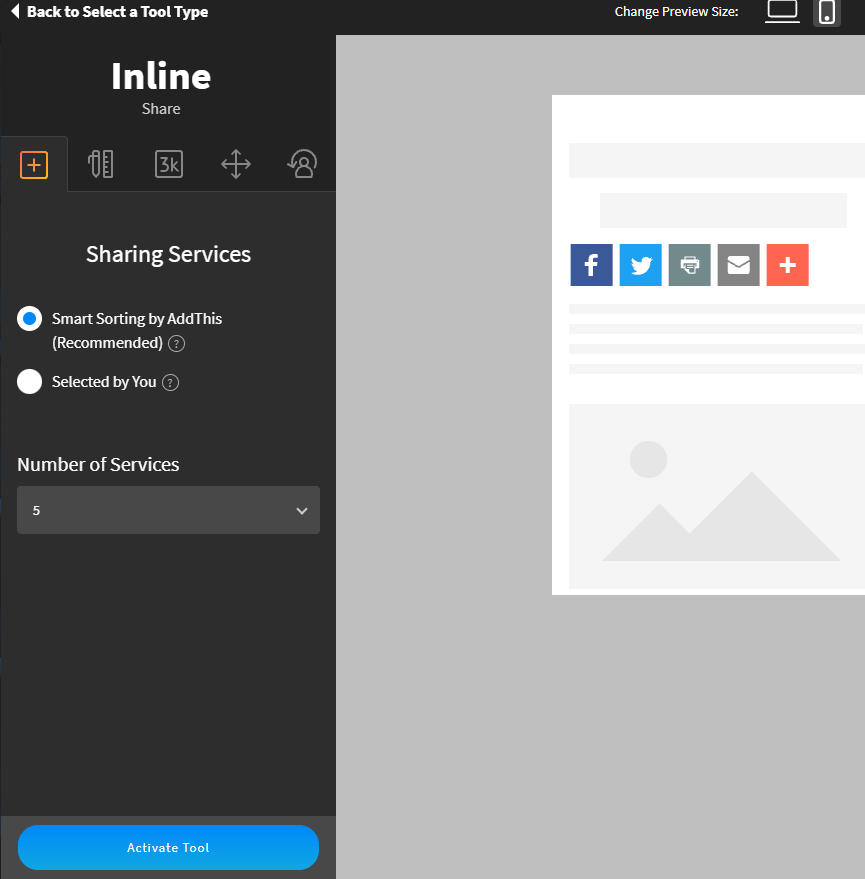 Back to Select a Tool Type
Change Preview Size:
Inline
Share
3k
Sharing Services
Smart Sorting by AddThis
(Recommended) ?
Selected by You ?
Number of Services
5
Activate Tool